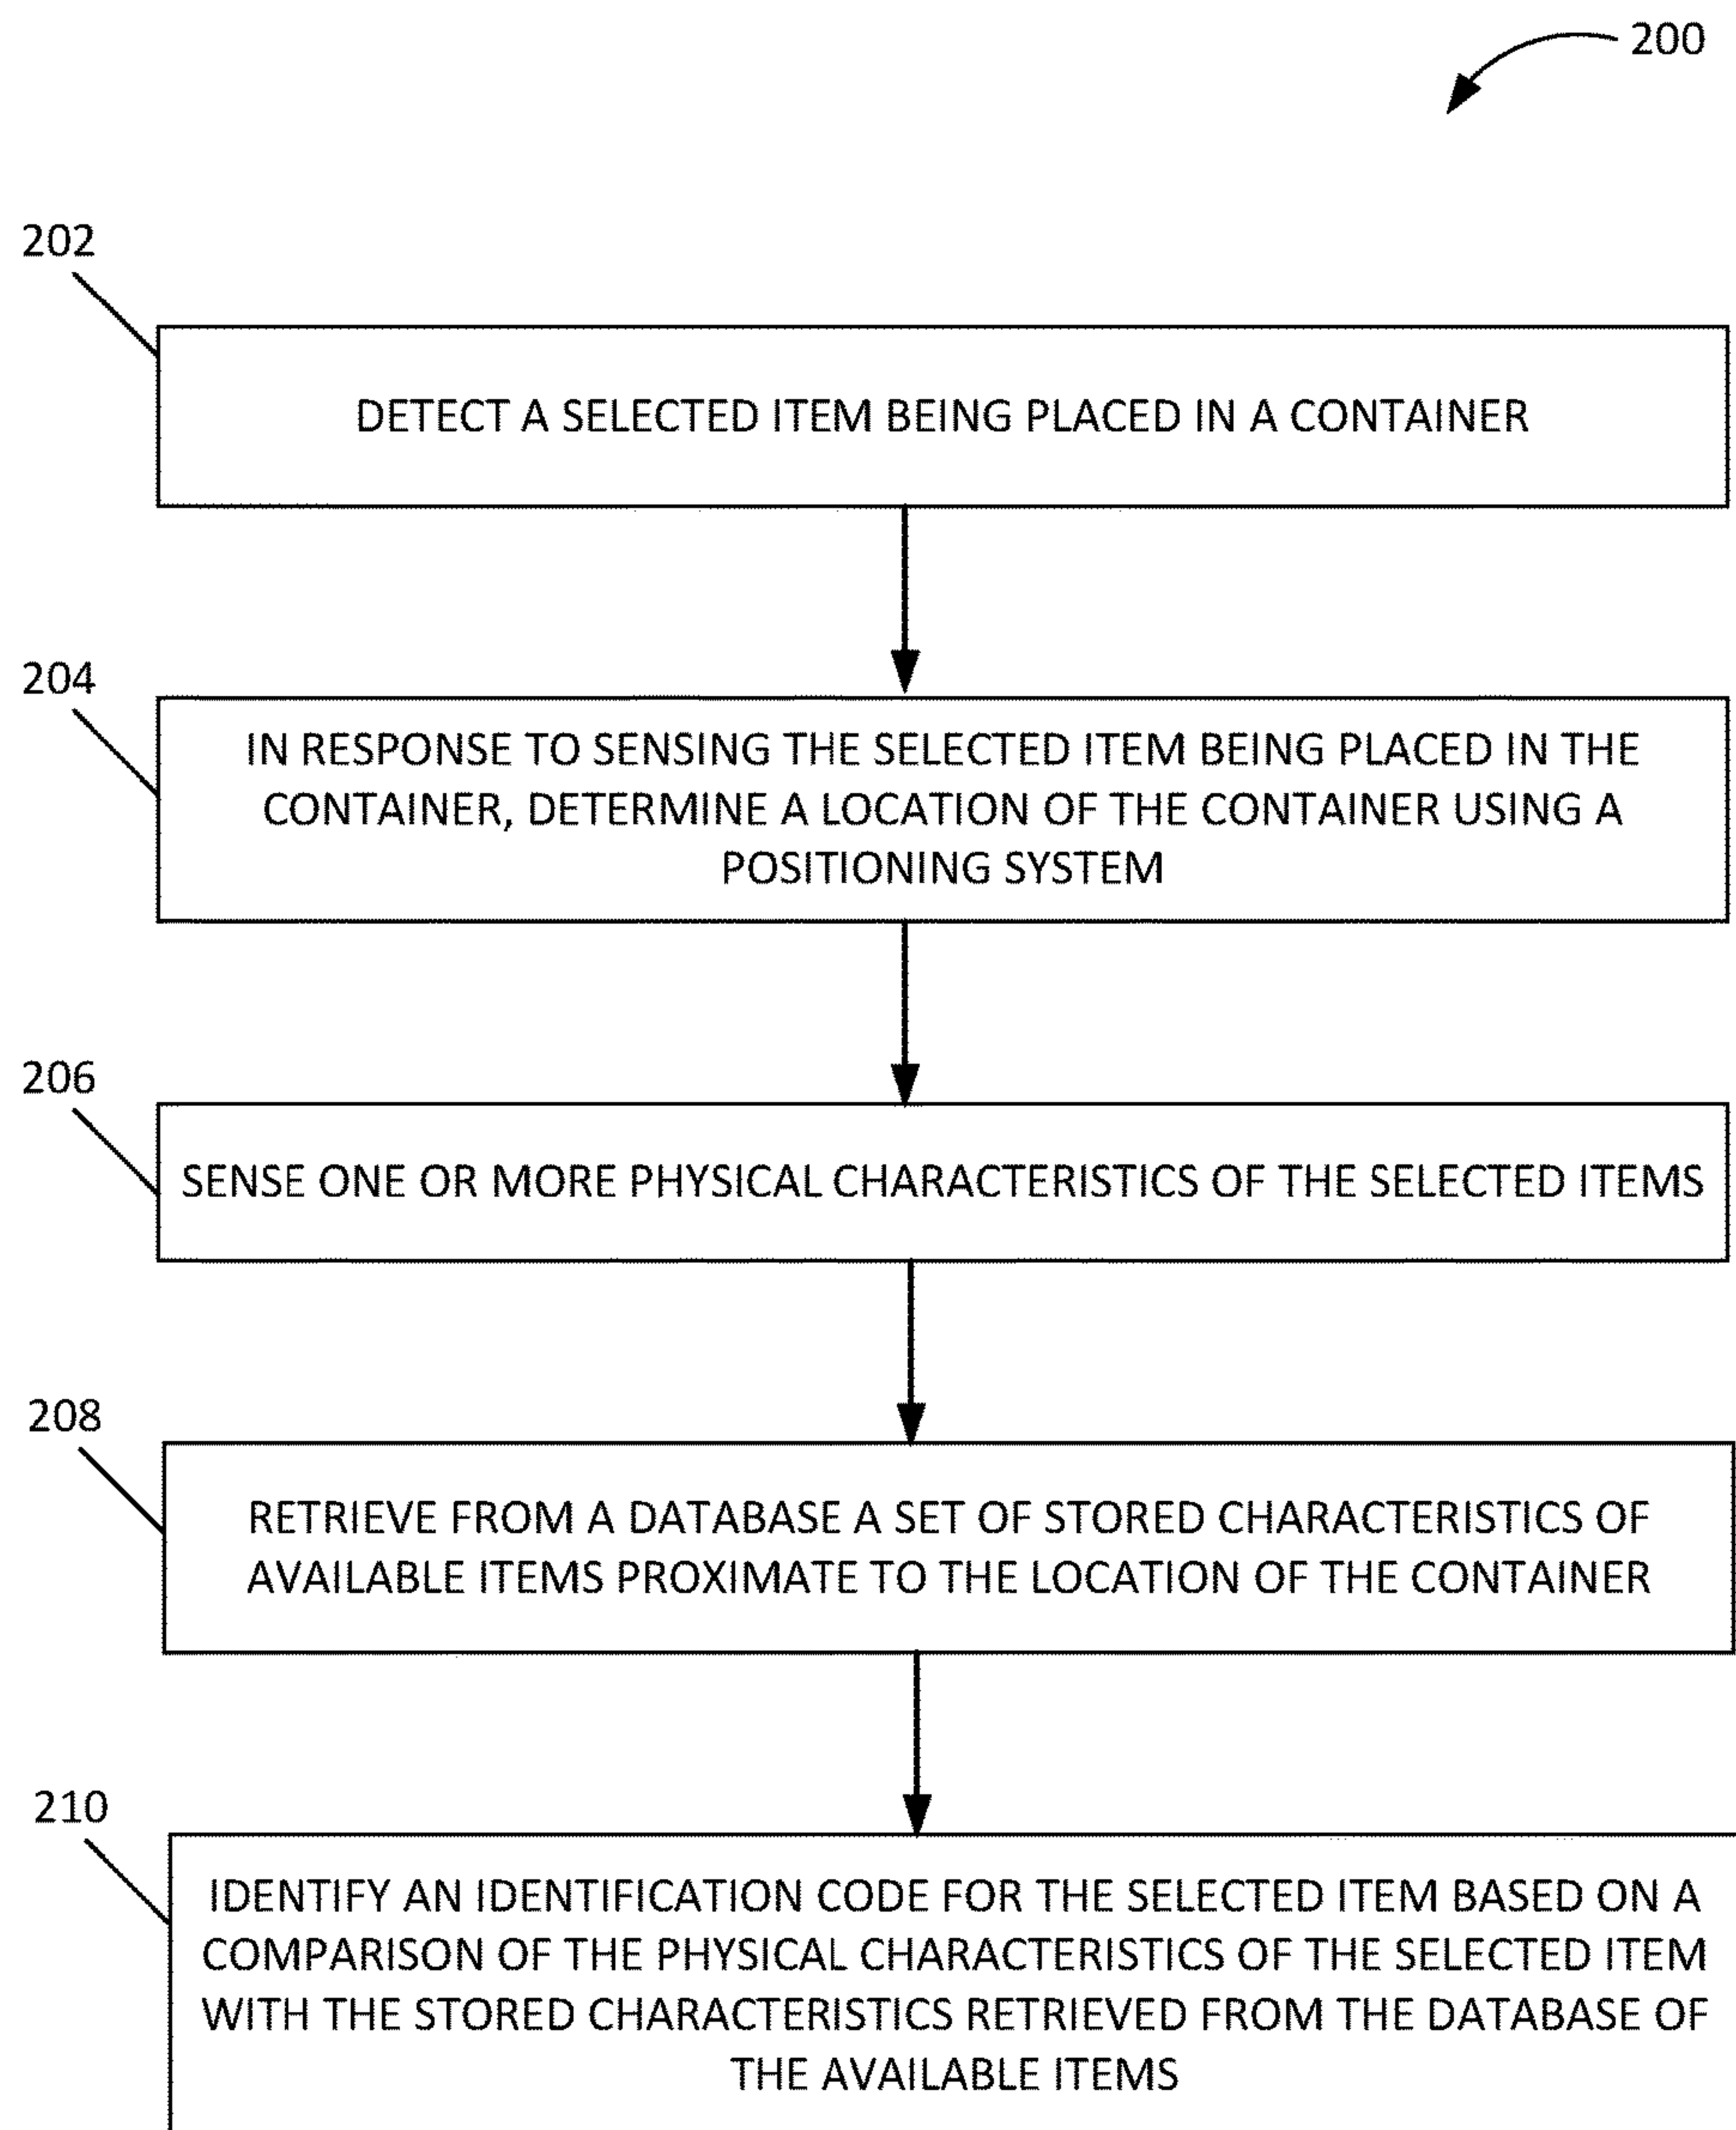 200
202
DETECT A SELECTED ITEM BEING PLACED IN A CONTAINER
204
IN RESPONSE TO SENSING THE SELECTED ITEM BEING PLACED IN THE
CONTAINER, DETERMINE A LOCATION OF THE CONTAINER USING A
POSITIONING SYSTEM
206
SENSE ONE OR MORE PHYSICAL CHARACTERISTICS OF THE SELECTED ITEMS
208
RETRIEVE FROM A DATABASE A SET OF STORED CHARACTERISTICS OF
AVAILABLE ITEMS PROXIMATE TO THE LOCATION OF THE CONTAINER
210
IDENTIFY AN IDENTIFICATION CODE FOR THE SELECTED ITEM BASED ON A
COMPARISON OF THE PHYSICAL CHARACTERISTICS OF THE SELECTED ITEM
WITH THE STORED CHARACTERISTICS RETRIEVED FROM THE DATABASE OF
THE AVAILABLE ITEMS